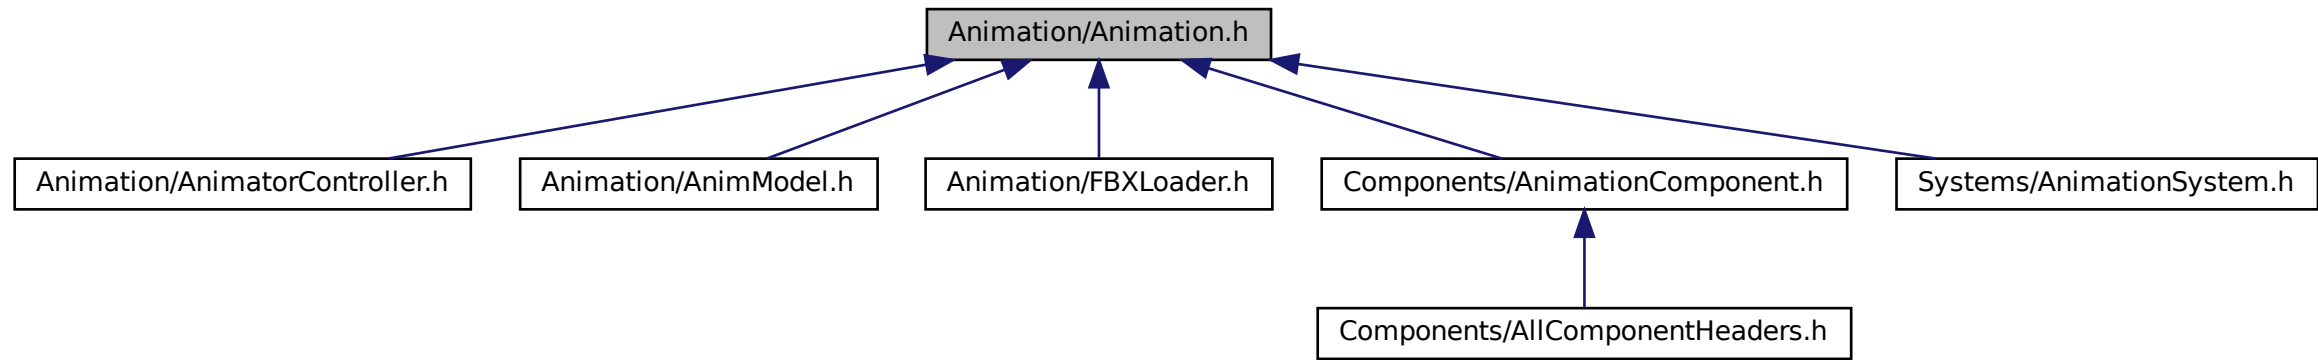 Animation/Animation.h
Animation/AnimatorController.h
Animation/AnimModel.h
Animation/FBXLoader.h
Components/AnimationComponent.h
Systems/AnimationSystem.h
Components/AllComponentHeaders.h